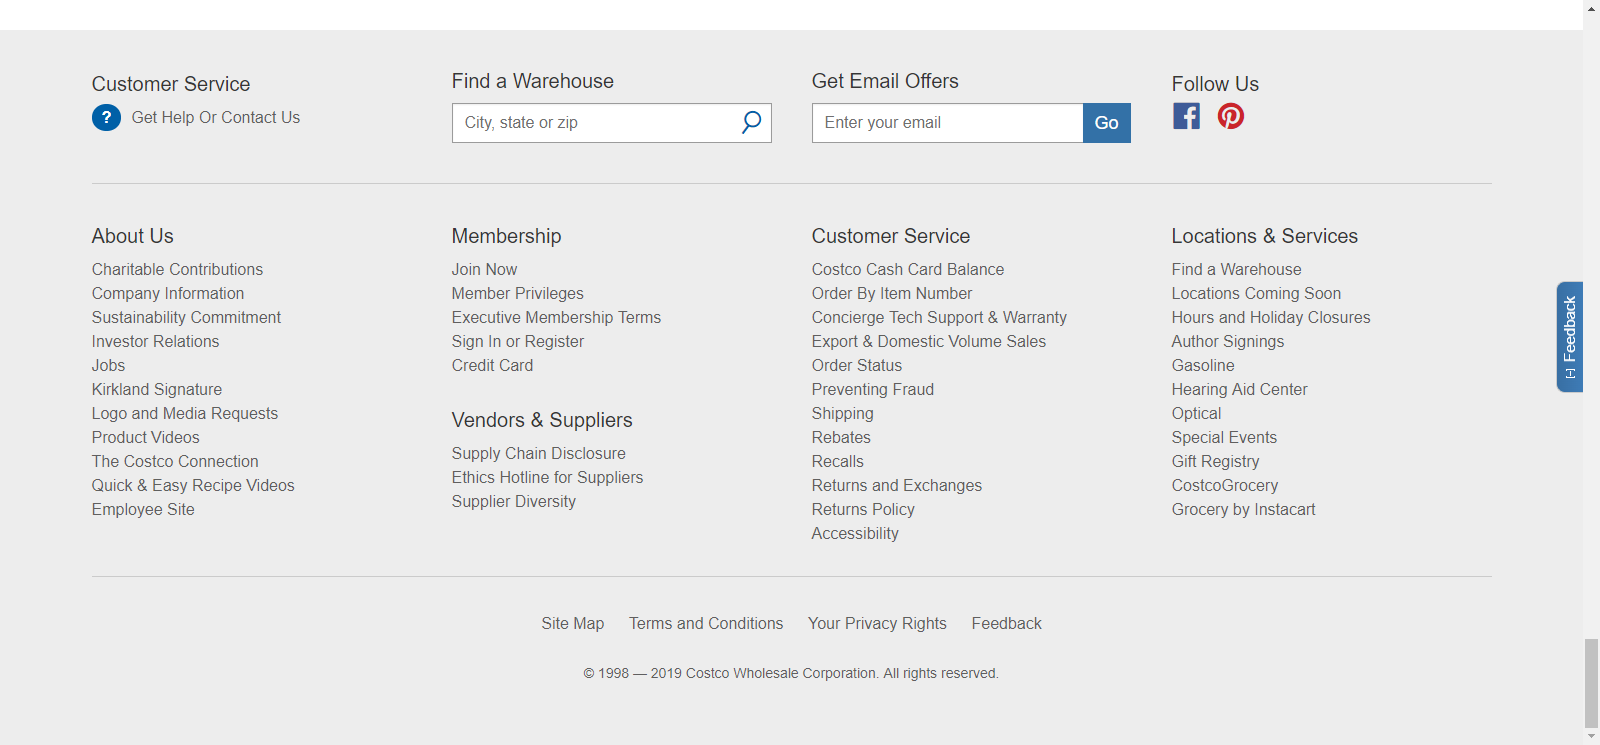 Customer Service
? Get Help Or Contact Us
Find a Warehouse
City, state or zip
Get Email Offers
Enter your email
Go
Follow Us
About Us
Charitable Contributions
Company Information
Sustainability Commitment
Investor Relations
Jobs
Kirkland Signature
Logo and Media Requests
Product Videos
The Costco Connection
Quick & Easy Recipe Videos
Employee Site
Membership
Join Now
Member Privileges
Executive Membership Terms
Sign In or Register
Credit Card
Vendors & Suppliers
Supply Chain Disclosure
Ethics Hotline for Suppliers
Supplier Diversity
Customer Service
Costco Cash Card Balance
Order By Item Number
Concierge Tech Support & Warranty
Export & Domestic Volume Sales
Order Status
Preventing Fraud
Shipping
Rebates
Recalls
Returns and Exchanges
Returns Policy
Accessibility
Locations & Services
Find a Warehouse
Locations Coming Soon
Hours and Holiday Closures
Author Signings
Gasoline
Hearing Aid Center
Optical
Special Events
Gift Registry
CostcoGrocery
Grocery by Instacart
[-] Feedback
Site Map Terms and Conditions Your Privacy Rights Feedback
© 1998 — 2019 Costco Wholesale Corporation. All rights reserved.